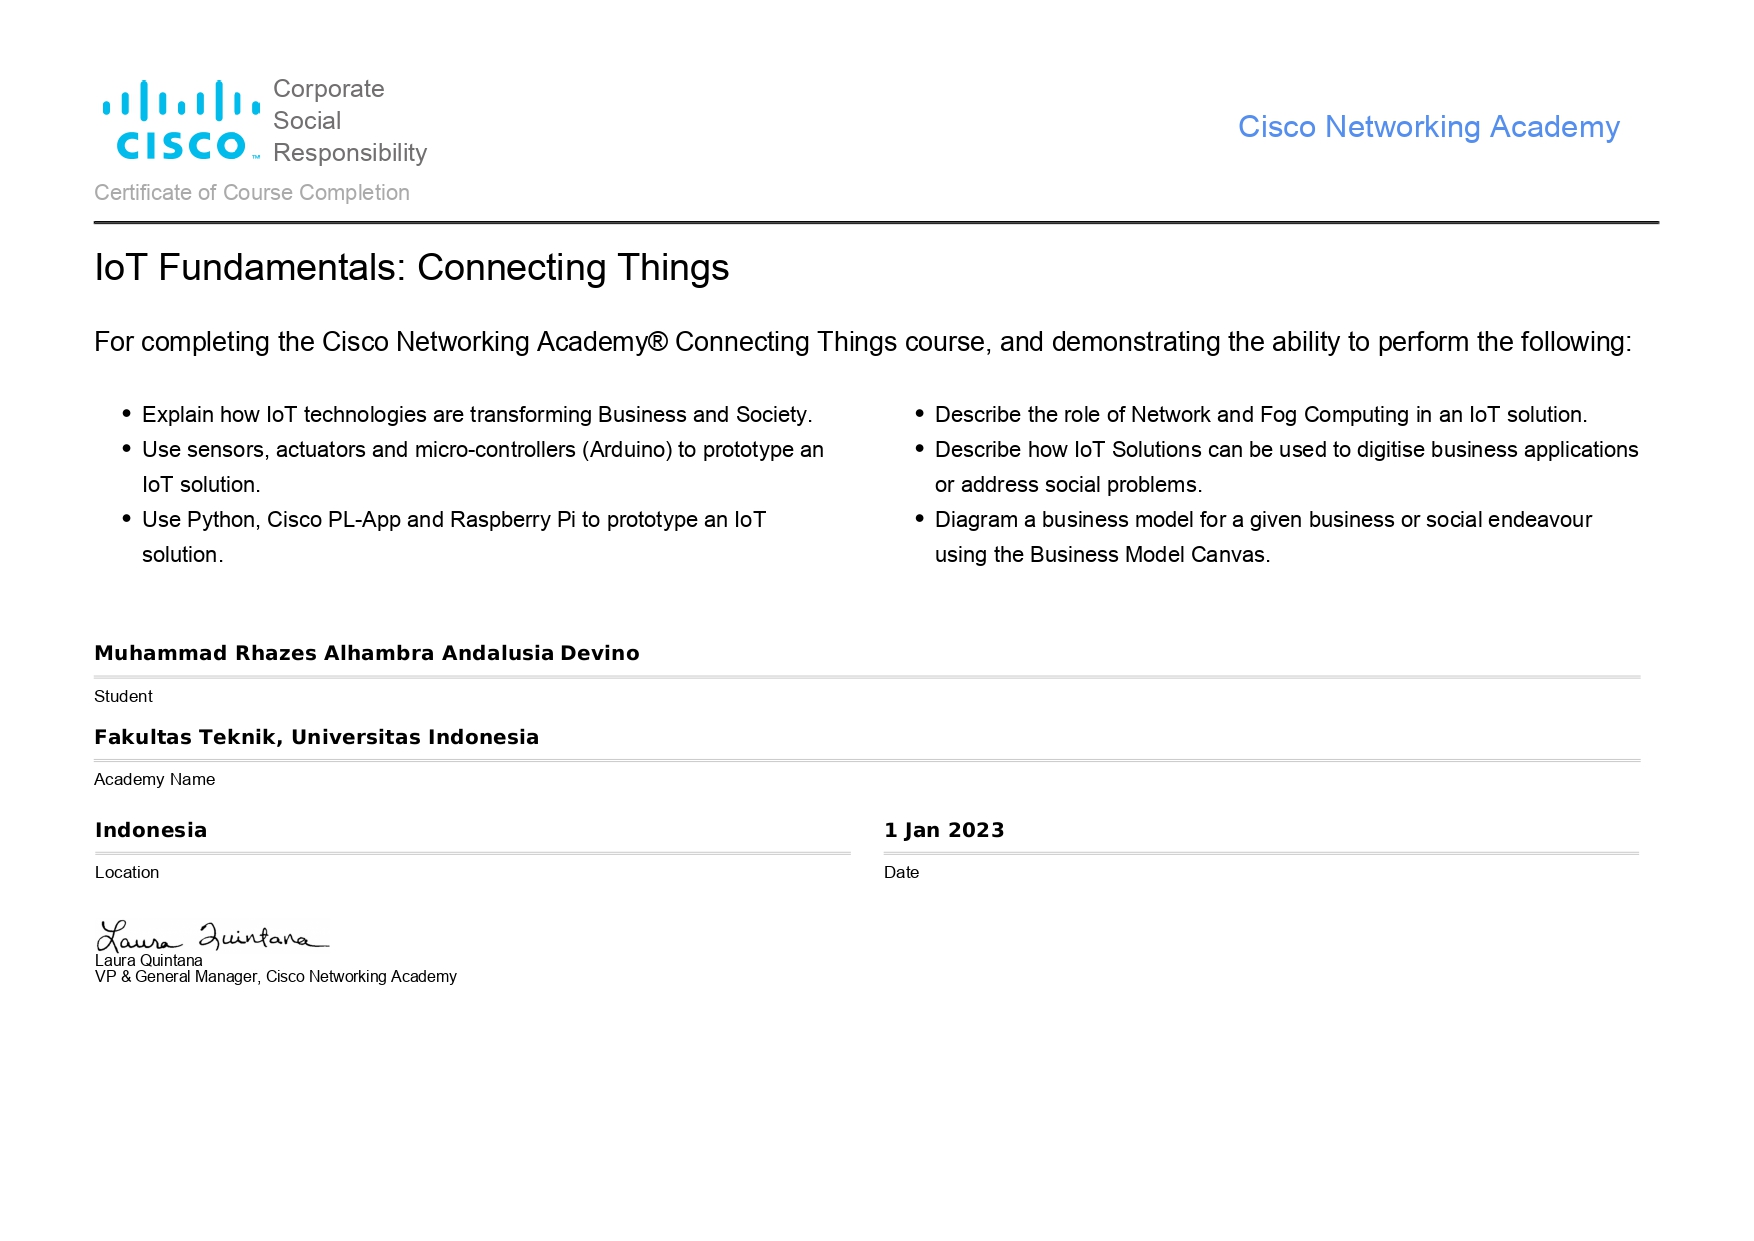 Corporate
Social
Responsibility
CISCO™
Cisco Networking Academy
Certificate of Course Completion
IoT Fundamentals: Connecting Things
For completing the Cisco Networking Academy® Connecting Things course, and demonstrating the ability to perform the following:
• Explain how IoT technologies are transforming Business and Society.
• Use sensors, actuators and micro-controllers (Arduino) to prototype an
IoT solution.
• Use Python, Cisco PL-App and Raspberry Pi to prototype an IoT
solution.
• Describe the role of Network and Fog Computing in an IoT solution.
• Describe how IoT Solutions can be used to digitise business applications
or address social problems.
• Diagram a business model for a given business or social endeavour
using the Business Model Canvas.
Muhammad Rhazes Alhambra Andalusia Devino
Student
Fakultas Teknik, Universitas Indonesia
Academy Name
Indonesia
Location
1 Jan 2023
Date
Laura Quintana
Laura Quintana
VP & General Manager, Cisco Networking Academy